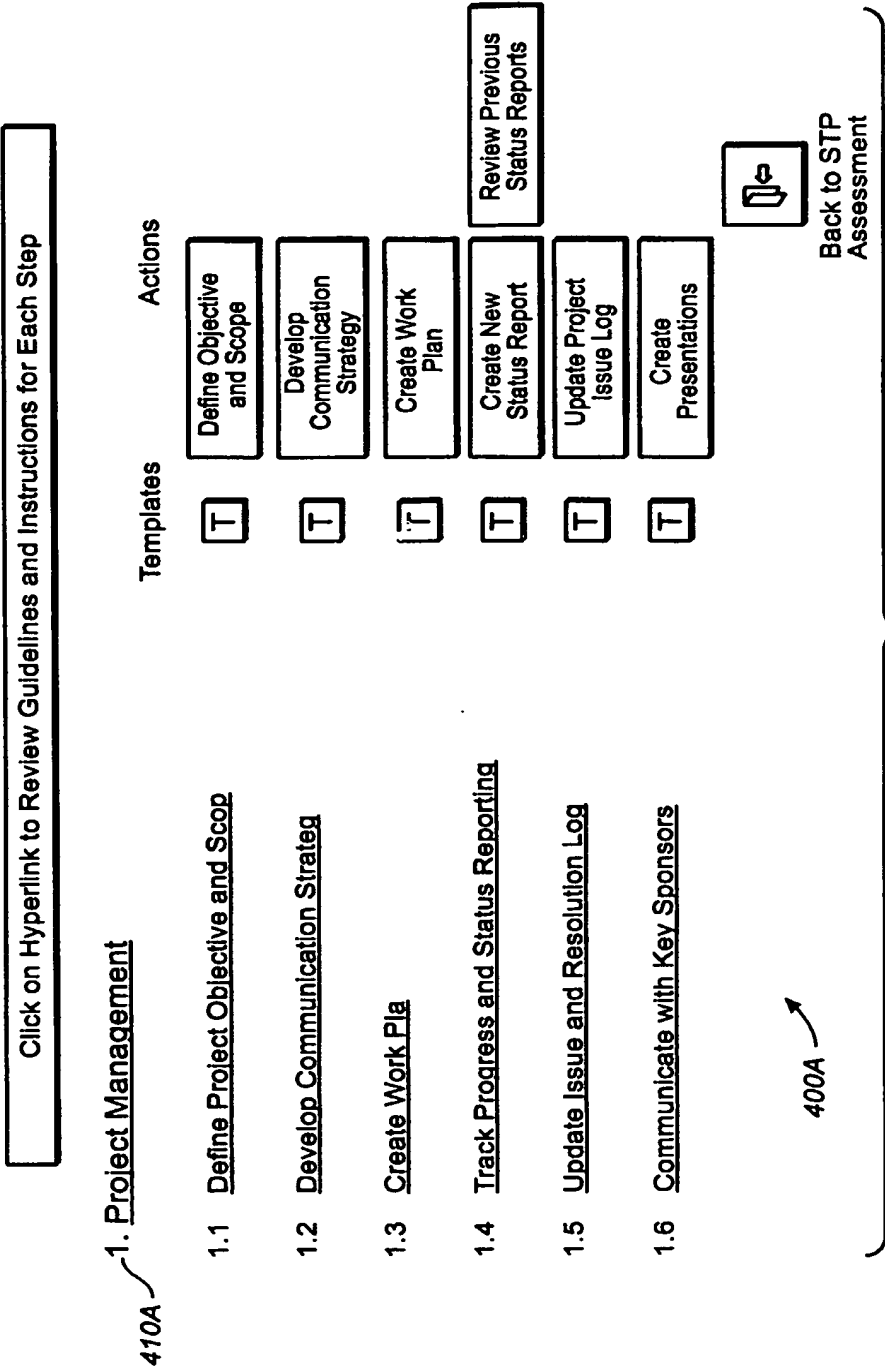 Click on Hyperlink to Review Guidelines and Instructions for Each Step
410A
1. Project Management
Templates
Actions
1.1 Define Project Objective and Scop
T
Define Objective
and Scope
1.2 Develop Communication Strateg
T
Develop
Communication
Strategy
1.3 Create Work Pla
T
Create Work
Plan
1.4 Track Progress and Status Reporting
T
Create New
Status Report
Review Previous
Status Reports
1.5 Update Issue and Resolution Log
T
Update Project
Issue Log
1.6 Communicate with Key Sponsors
T
Create
Presentations
400A
Back to STP
Assessment